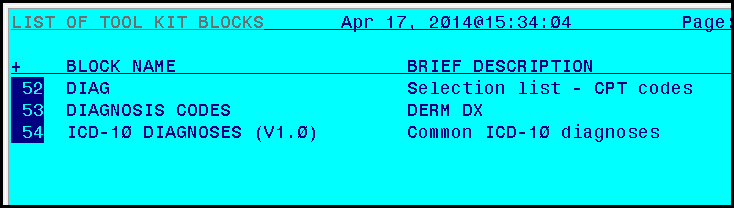 LIST OF TOOL KIT BLOCKS Apr 17, 2014@15:34:04 Page:
+ BLOCK NAME BRIEF DESCRIPTION
52 DIAG Selection list - CPT codes
53 DIAGNOSIS CODES DERM DX
54 ICD-10 DIAGNOSES (V1.0) Common ICD-10 diagnoses